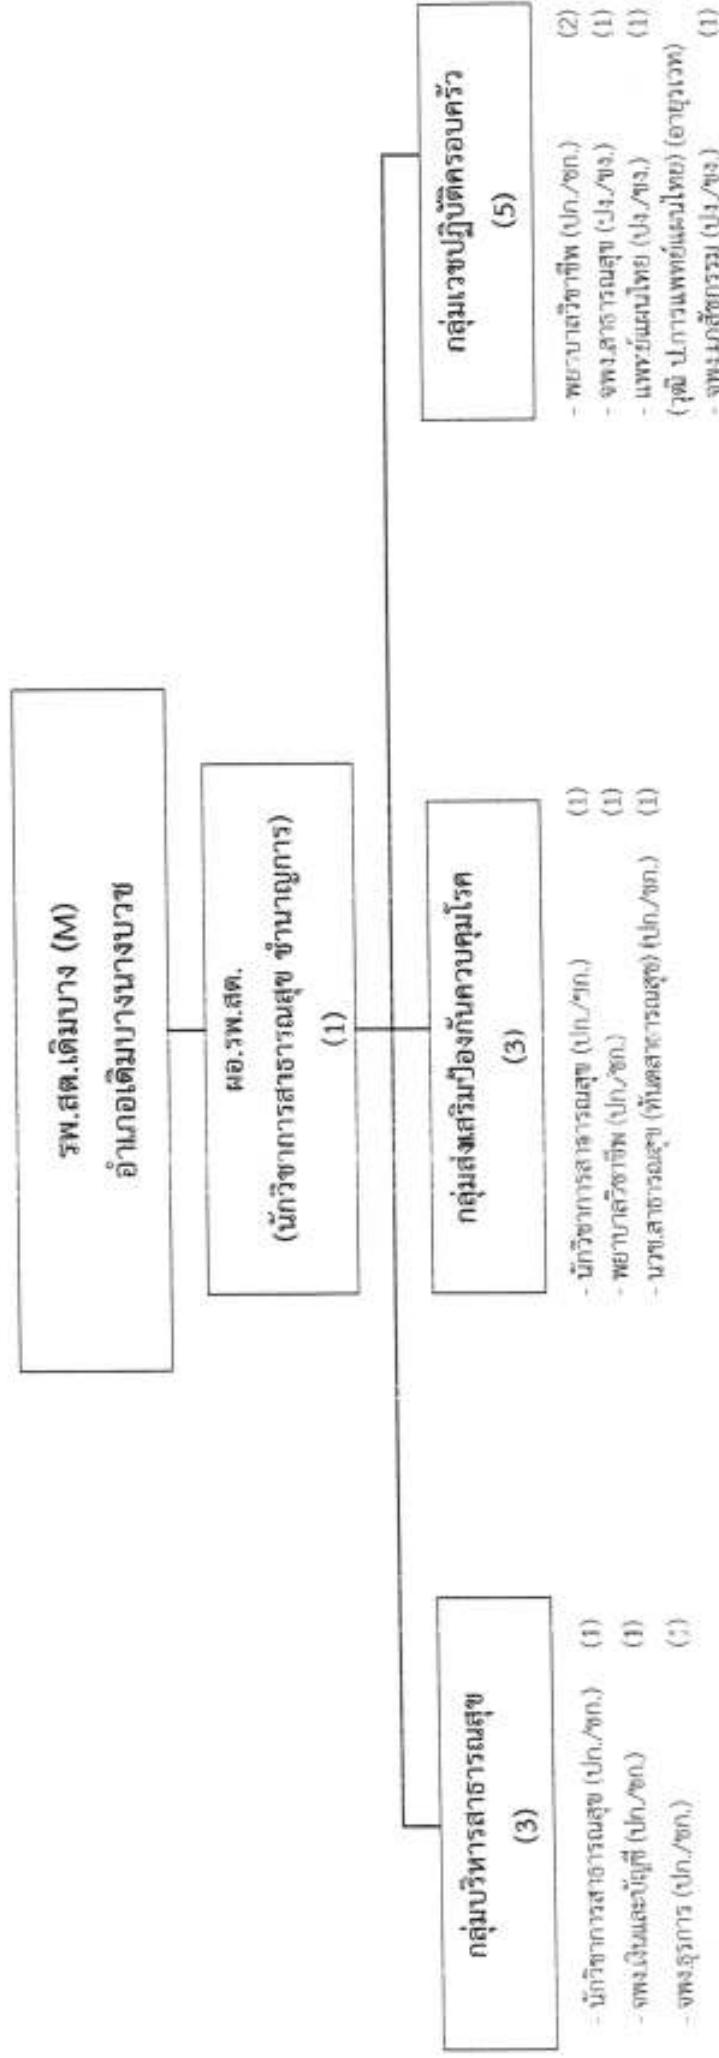 รพ.สต.เดิมบาง (M)
อำเภอเดิมบางนางบวช
ผอ.รพ.สต.
(นักวิชาการสาธารณสุข ชำนาญการ)
(1)
กลุ่มบริหารสาธารณสุข
(3)
- นักวิชาการสาธารณสุข (ปก./ชก.) (1)
- จพง.เงินและบัญชี (ปก./ชก.) (1)
- จพง.ธุรการ (ปก./ชก.)
กลุ่มส่งเสริมป้องกันควบคุมโรค
(3)
- นักวิชาการสาธารณสุข (ปก./ชก.) (1)
- พยาบาลวิชาชีพ (ปก./ชก.) (1)
- นวช.สาธารณสุข (ทันตสาธารณสุข) (ปก./ชก.) (1)
กลุ่มเวชปฏิบัติครอบครัว
(5)
- พยาบาลวิชาชีพ (ปก./ชก.) (2)
- จพง.สาธารณสุข (ปง./ชง.) (1)
- แพทย์แผนไทย (ปง./ชง.) (1)
(วุฒิ ป.การแพทย์แผนไทย) (อายุรเวท)
- จพง.เภสัชกรรม (ปง./ชง.) (1)